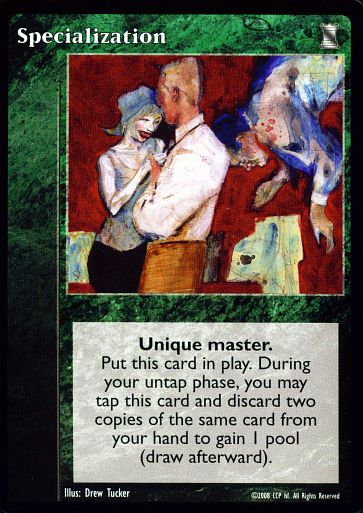 Specialization
Unique master.
Put this card in play. During
your untap phase, you may
tap this card and discard two
copies of the same card from
your hand to gain 1 pool
(draw afterward).
Illus: Drew Tucker ©2008 CCP hf. All Rights Reserved